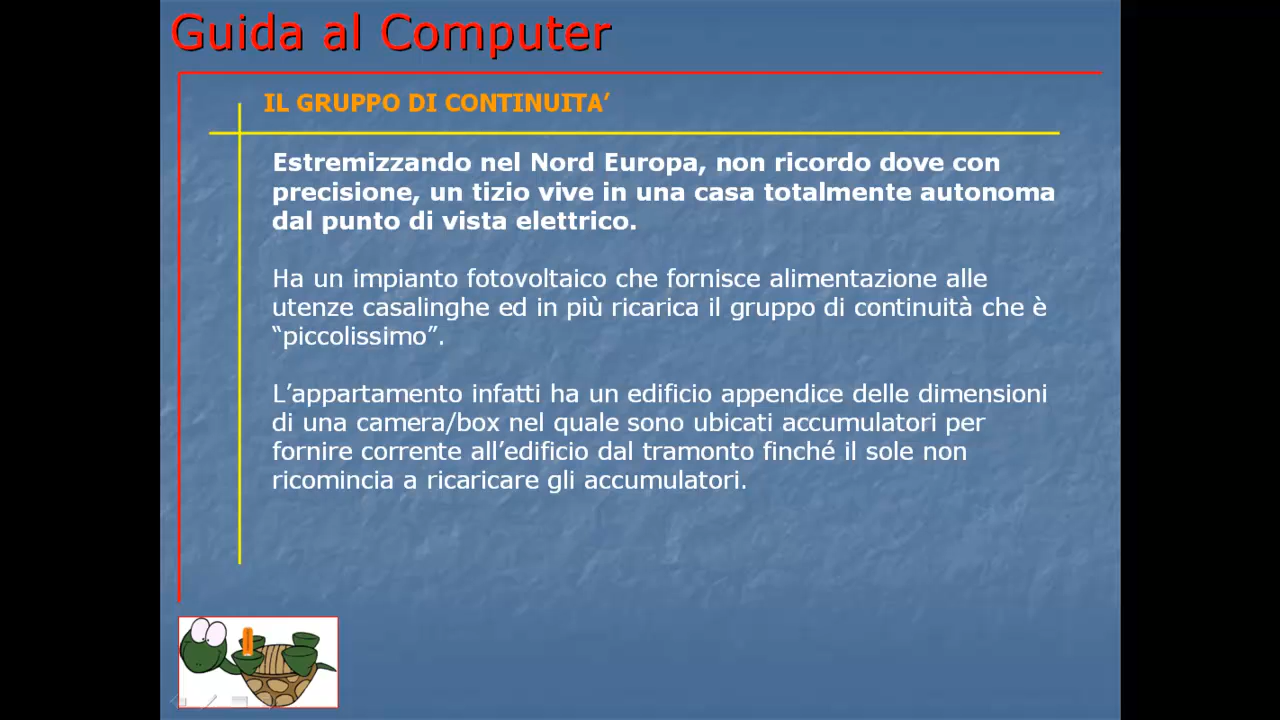 Guida al Computer
IL GRUPPO DI CONTINUITA’
Estremizzando nel Nord Europa, non ricordo dove con
precisione, un tizio vive in una casa totalmente autonoma
dal punto di vista elettrico.
Ha un impianto fotovoltaico che fornisce alimentazione alle
utenze casalinghe ed in più ricarica il gruppo di continuità che è
“piccolissimo”.
L’appartamento infatti ha un edificio appendice delle dimensioni
di una camera/box nel quale sono ubicati accumulatori per
fornire corrente all’edificio dal tramonto finché il sole non
ricomincia a ricaricare gli accumulatori.